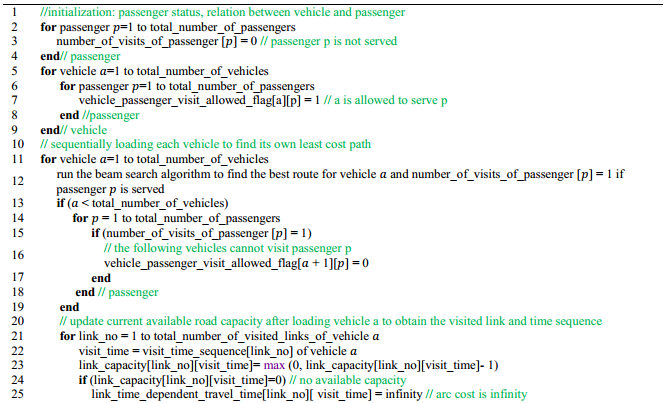 1 //initialization: passenger status, relation between vehicle and passenger
2 for passenger p=1 to total_number_of_passengers
3 number_of_visits_of_passenger [p] = 0 // passenger p is not served
4 end// passenger
5 for vehicle a=1 to total_number_of_vehicles
6 for passenger p=1 to total_number_of_passengers
7 vehicle_passenger_visit_allowed_flag[a][p] = 1 // a is allowed to serve p
8 end //passenger
9 end// vehicle
10 // sequentially loading each vehicle to find its own least cost path
11 for vehicle a=1 to total_number_of_vehicles
12 run the beam search algorithm to find the best route for vehicle a and number_of_visits_of_passenger [p] = 1 if
passenger p is served
13 if (a < total_number_of_vehicles)
14 for p = 1 to total_number_of_passengers
15 if (number_of_visits_of_passenger [p] = 1)
16 // the following vehicles cannot visit passenger p
vehicle_passenger_visit_allowed_flag[a + 1][p] = 0
17 end
18 end // passenger
19 end
20 // update current available road capacity after loading vehicle a to obtain the visited link and time sequence
21 for link_no = 1 to total_number_of_visited_links_of_vehicle a
22 visit_time = visit_time_sequence[link_no] of vehicle a
23 link_capacity[link_no][visit_time]= max (0, link_capacity[link_no][visit_time]- 1)
24 if (link_capacity[link_no][visit_time]=0) // no available capacity
25 link_time_dependent_travel_time[link_no][ visit_time] = infinity // arc cost is infinity